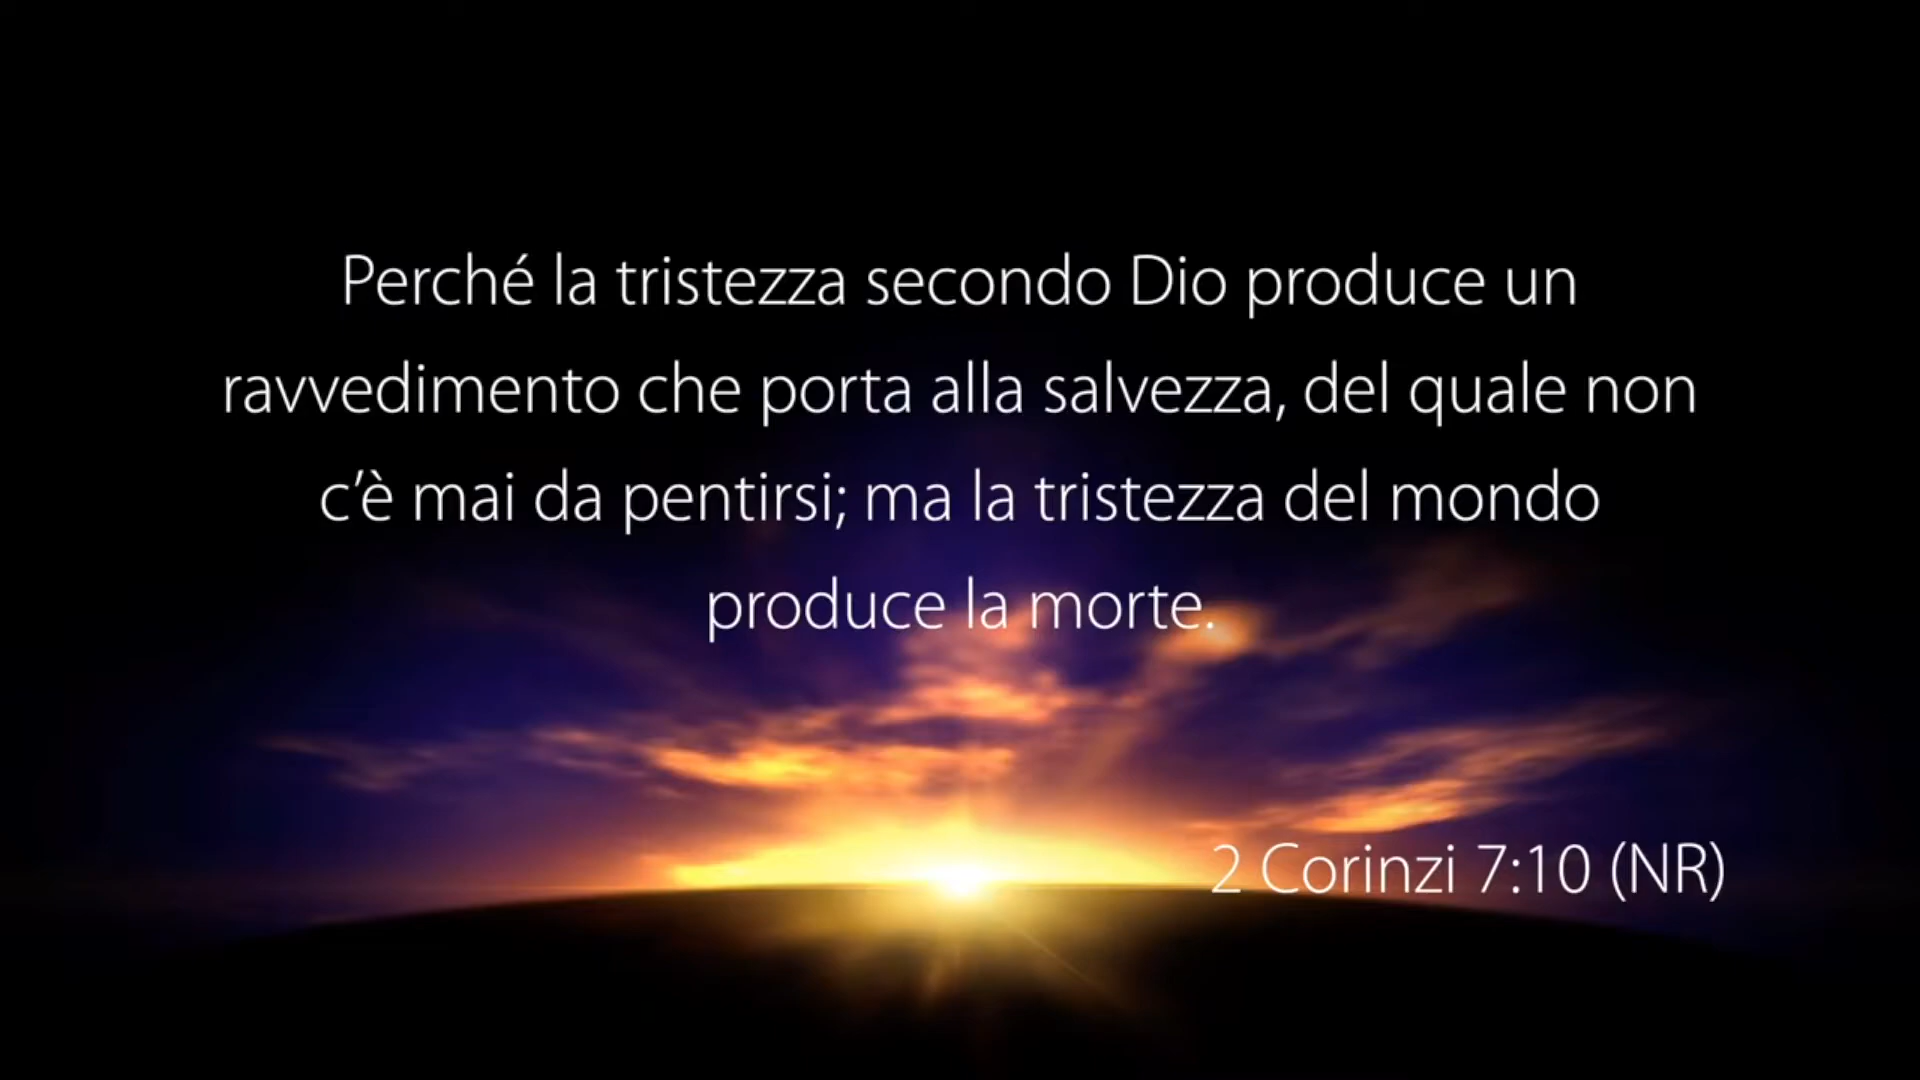 Perché la tristezza secondo Dio produce un
ravvedimento che porta alla salvezza, del quale non
c’è mai da pentirsi; ma la tristezza del mondo
produce la morte.
2 Corinzi 7:10 (NR)